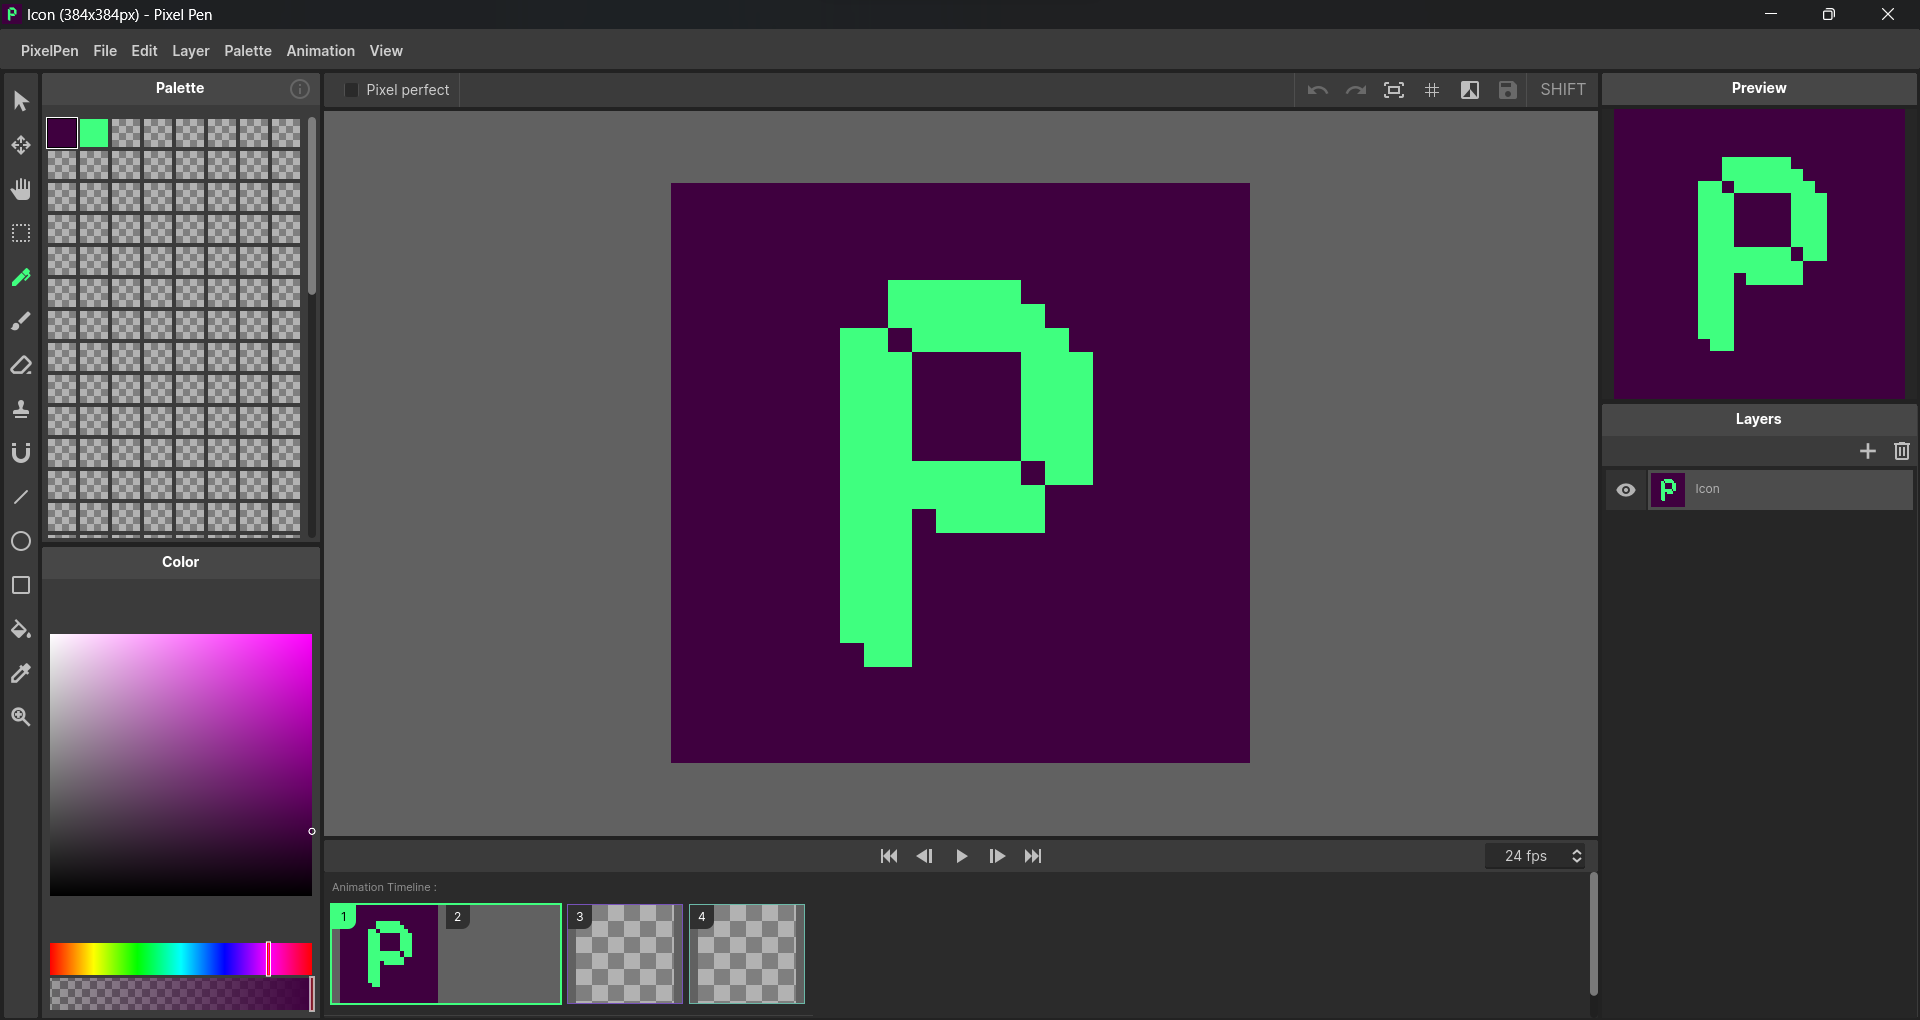 Icon (384x384px) - Pixel Pen
PixelPen File Edit Layer Palette Animation View
Palette
Pixel perfect
SHIFT
Preview
P
P
Layers
Icon
Color
24 fps
Animation Timeline :
1 2 3 4